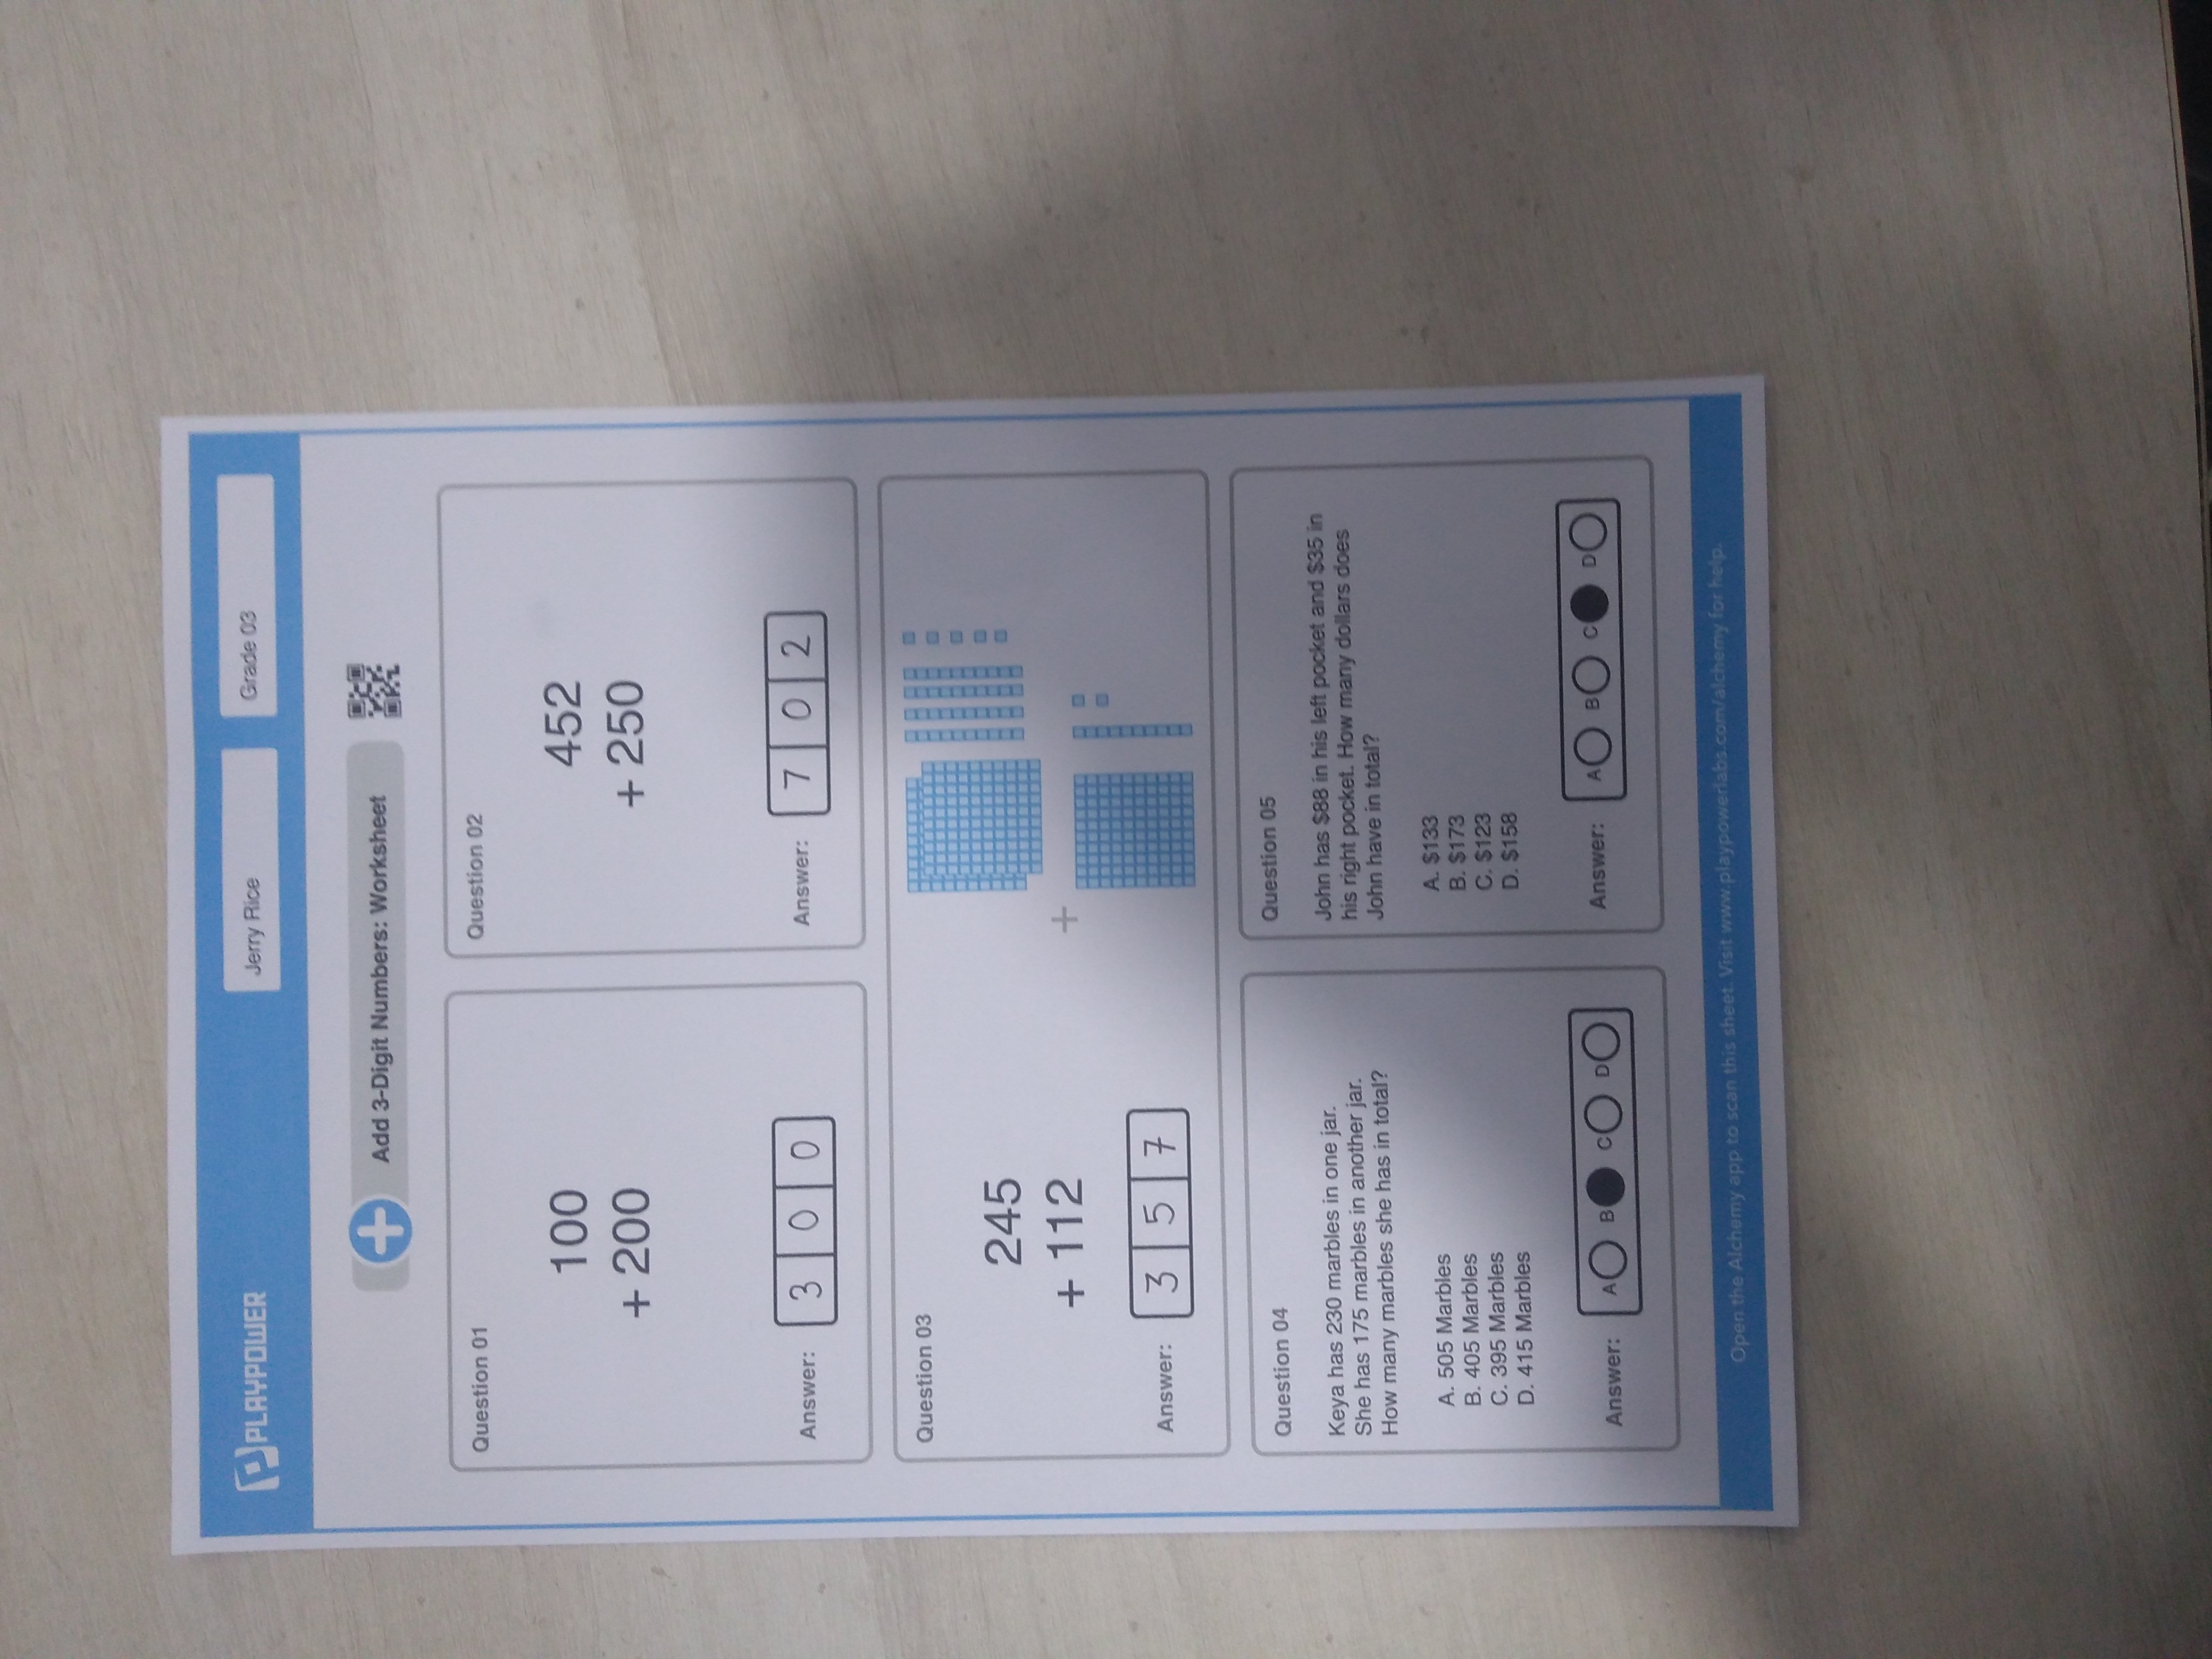 PLAYPOWER
Jerry Rice
Grade 03
Add 3-Digit Numbers: Worksheet
Question 01
100
+ 200
Answer: 3 0 0
Question 02
452
+ 250
Answer: 7 0 2
Question 03
245
+ 112
Answer: 3 5 7
+
Question 04
Keya has 230 marbles in one jar.
She has 175 marbles in another jar.
How many marbles she has in total?
A. 505 Marbles
B. 405 Marbles
C. 395 Marbles
D. 415 Marbles
Answer: A B C D
Question 05
John has $88 in his left pocket and $35 in
his right pocket. How many dollars does
John have in total?
A. $133
B. $173
C. $123
D. $158
Answer: A B C D
Open the Alchemy app to scan this sheet. Visit www.playpowerlabs.com/alchemy for help.